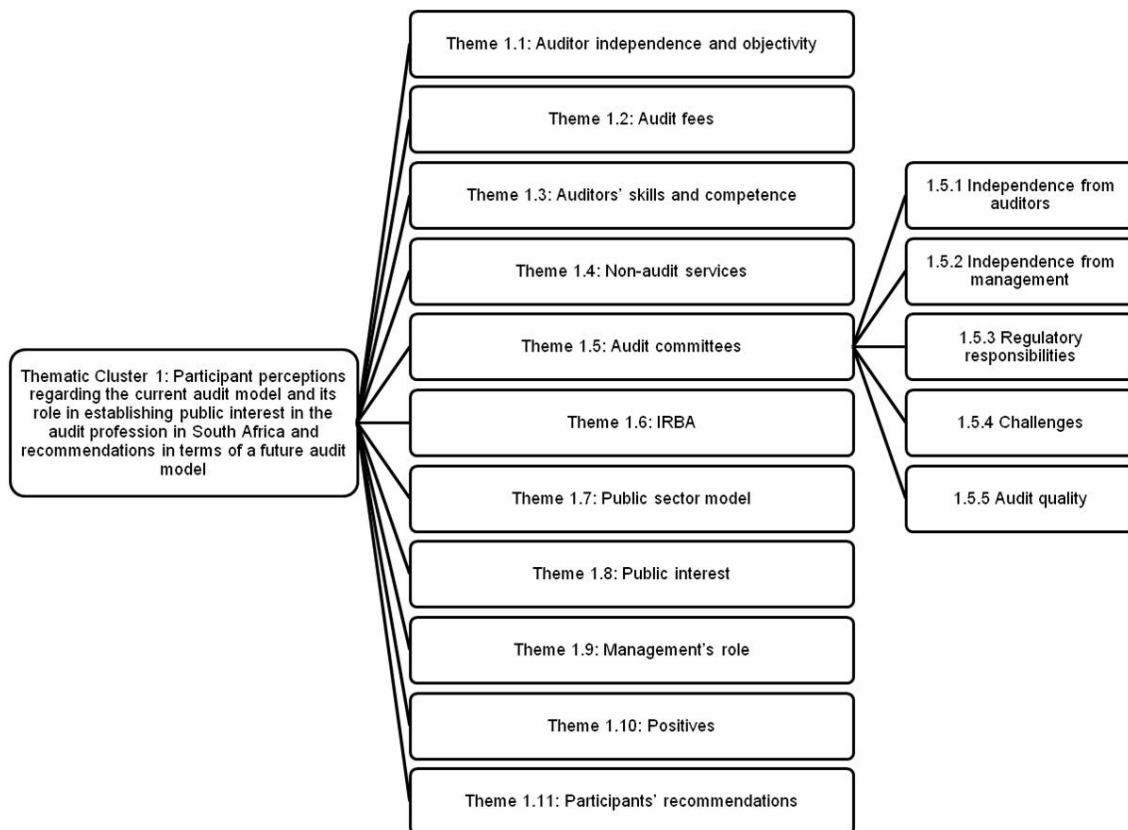 Thematic Cluster 1: Participant perceptions
regarding the current audit model and its
role in establishing public interest in the
audit profession in South Africa and
recommendations in terms of a future audit
model
Theme 1.1: Auditor independence and objectivity
Theme 1.2: Audit fees
Theme 1.3: Auditors’ skills and competence
Theme 1.4: Non-audit services
Theme 1.5: Audit committees
Theme 1.6: IRBA
Theme 1.7: Public sector model
Theme 1.8: Public interest
Theme 1.9: Management’s role
Theme 1.10: Positives
Theme 1.11: Participants’ recommendations
1.5.1 Independence from
auditors
1.5.2 Independence from
management
1.5.3 Regulatory
responsibilities
1.5.4 Challenges
1.5.5 Audit quality